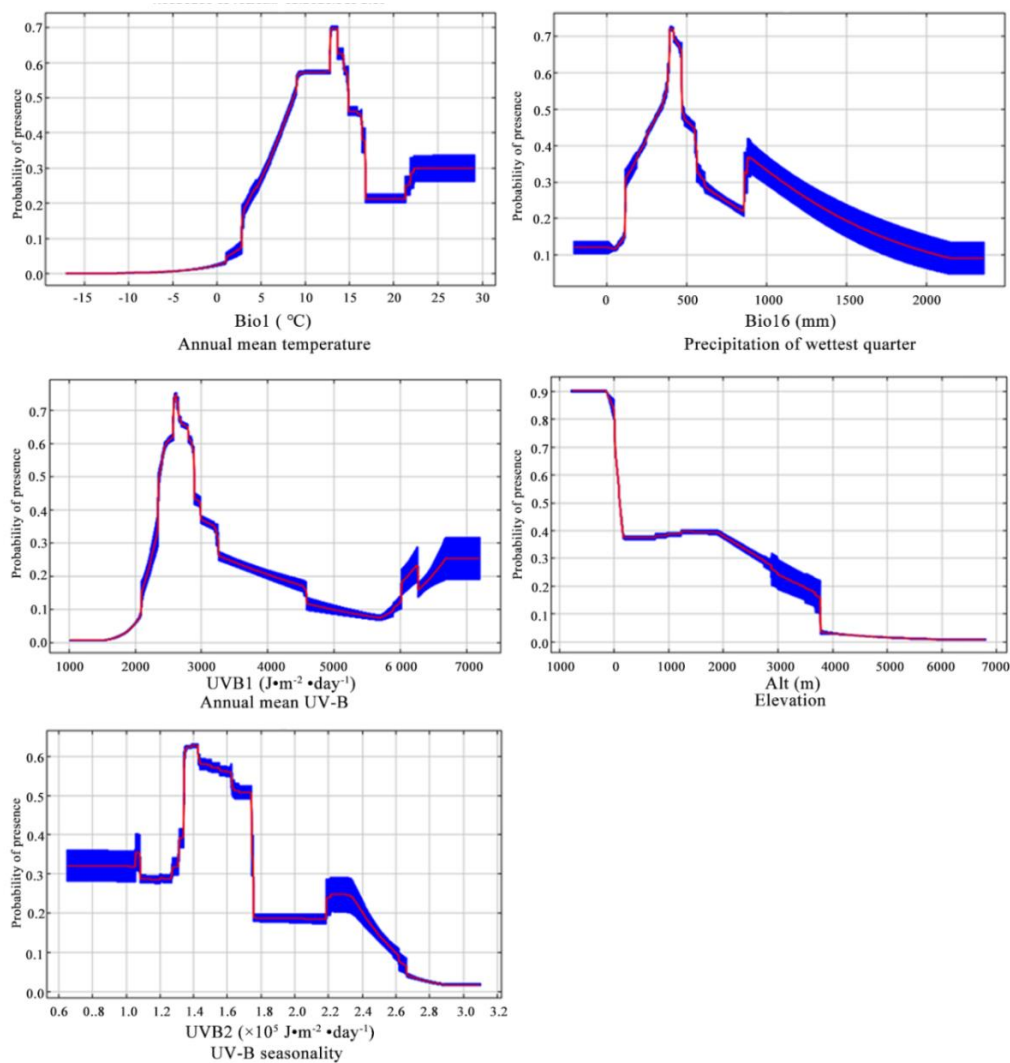 Probability of presence
0.7
0.6
0.5
0.4
0.3
0.2
0.1
0.0
-15 -10 -5 0 5 10 15 20 25 30
Bio1 ( ℃)
Annual mean temperature
Probability of presence
0.7
0.6
0.5
0.4
0.3
0.2
0.1
0 500 1000 1500 2000
Bio16 (mm)
Precipitation of wettest quarter
Probability of presence
0.7
0.6
0.5
0.4
0.3
0.2
0.1
0.0
1000 2000 3000 4000 5000 6 000 7000
UVB1 (J•m⁻² •day⁻¹)
Annual mean UV-B
Probability of presence
0.9
0.8
0.7
0.6
0.5
0.4
0.3
0.2
0.1
0.0
1000 0 1000 2000 3000 4000 5000 6000 7000
Alt (m)
Elevation
Probability of presence
0.6
0.5
0.4
0.3
0.2
0.1
0.0
0.6 0.8 1.0 1.2 1.4 1.6 1.8 2.0 2.2 2.4 2.6 2.8 3.0 3.2
UVB2 (×10⁵ J•m⁻² •day⁻¹)
UV-B seasonality